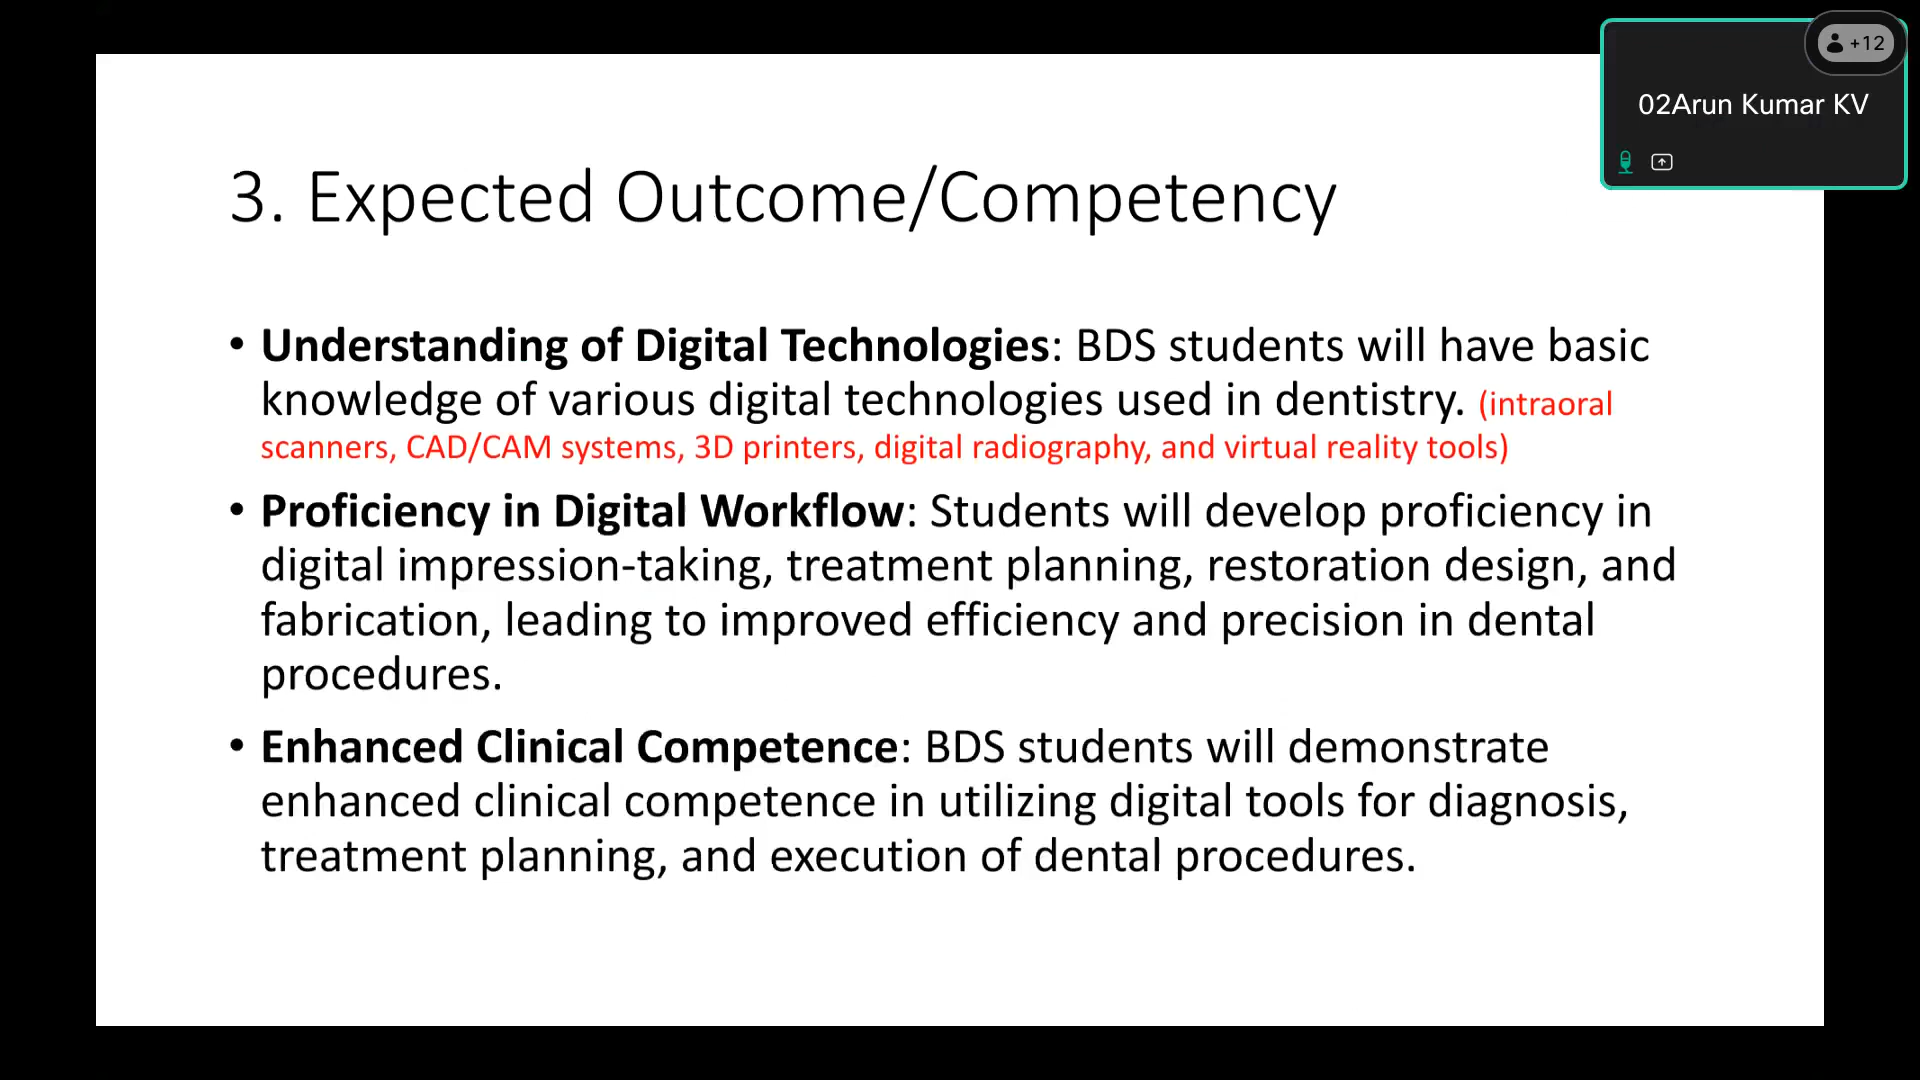 +12
02Arun Kumar KV
3. Expected Outcome/Competency
• Understanding of Digital Technologies: BDS students will have basic
knowledge of various digital technologies used in dentistry. (intraoral
scanners, CAD/CAM systems, 3D printers, digital radiography, and virtual reality tools)
• Proficiency in Digital Workflow: Students will develop proficiency in
digital impression-taking, treatment planning, restoration design, and
fabrication, leading to improved efficiency and precision in dental
procedures.
• Enhanced Clinical Competence: BDS students will demonstrate
enhanced clinical competence in utilizing digital tools for diagnosis,
treatment planning, and execution of dental procedures.